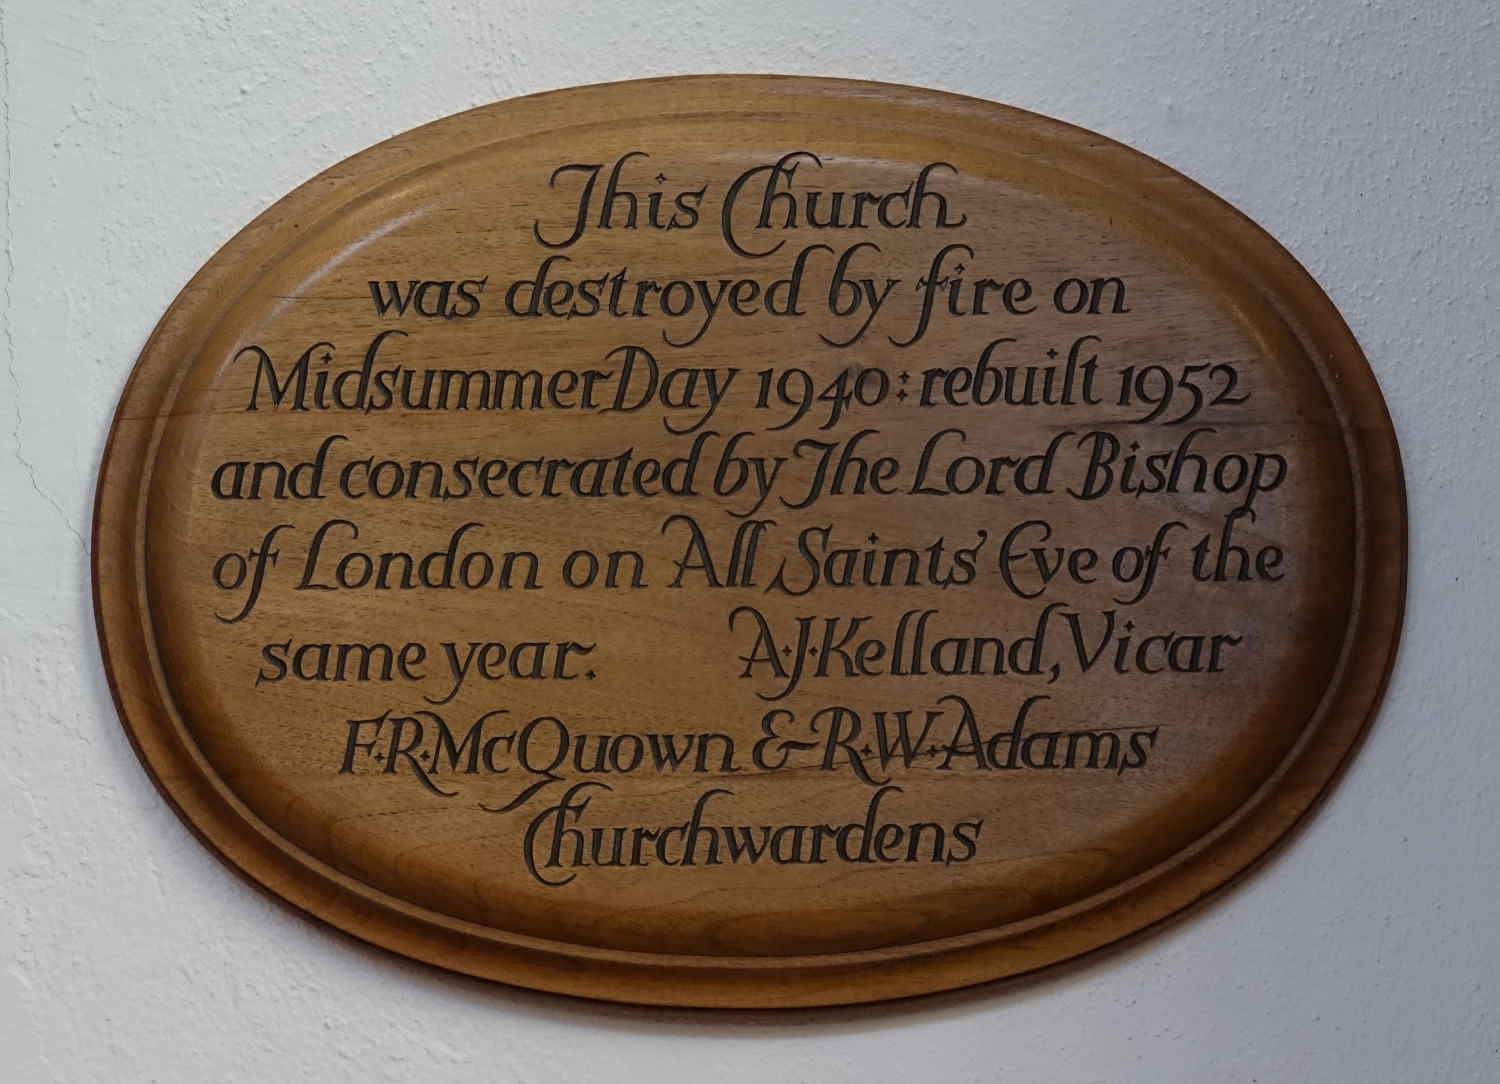 This Church
was destroyed by fire on
Midsummer Day 1940: rebuilt 1952
and consecrated by The Lord Bishop
of London on All Saints' Eve of the
same year. A·J·Kelland, Vicar
F·R·McQuown & R·W·Adams
Churchwardens